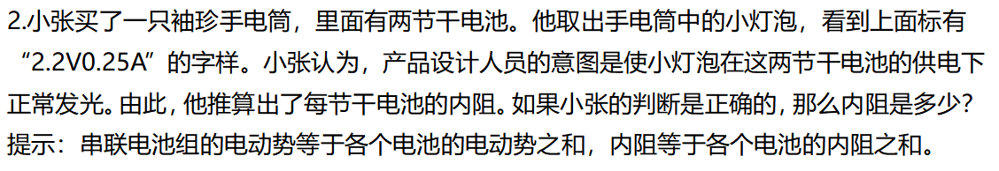 2.小张买了一只袖珍手电筒，里面有两节干电池。他取出手电筒中的小灯泡，看到上面标有
“2.2V0.25A”的字样。小张认为，产品设计人员的意图是使小灯泡在这两节干电池的供电下
正常发光。由此，他推算出了每节干电池的内阻。如果小张的判断是正确的，那么内阻是多少？
提示：串联电池组的电动势等于各个电池的电动势之和，内阻等于各个电池的内阻之和。